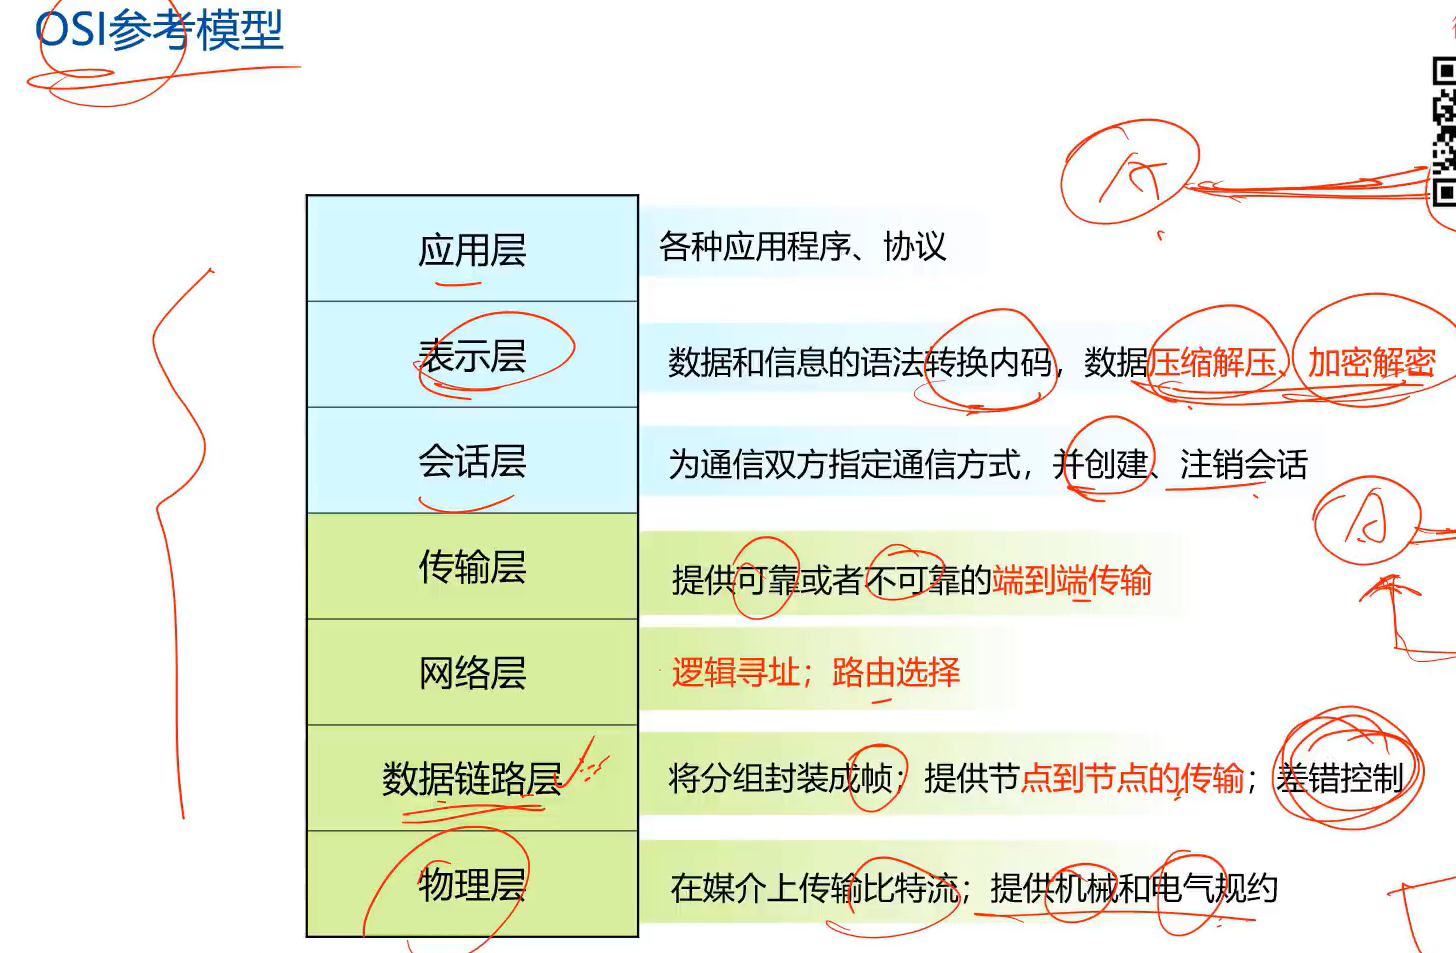 OSI参考模型
应用层 各种应用程序、协议
表示层 数据和信息的语法转换内码，数据压缩解压、加密解密
会话层 为通信双方指定通信方式，并创建、注销会话
传输层 提供可靠或者不可靠的端到端传输
网络层 逻辑寻址；路由选择
数据链路层 将分组封装成帧；提供节点到节点的传输；差错控制
物理层 在媒介上传输比特流；提供机械和电气规约